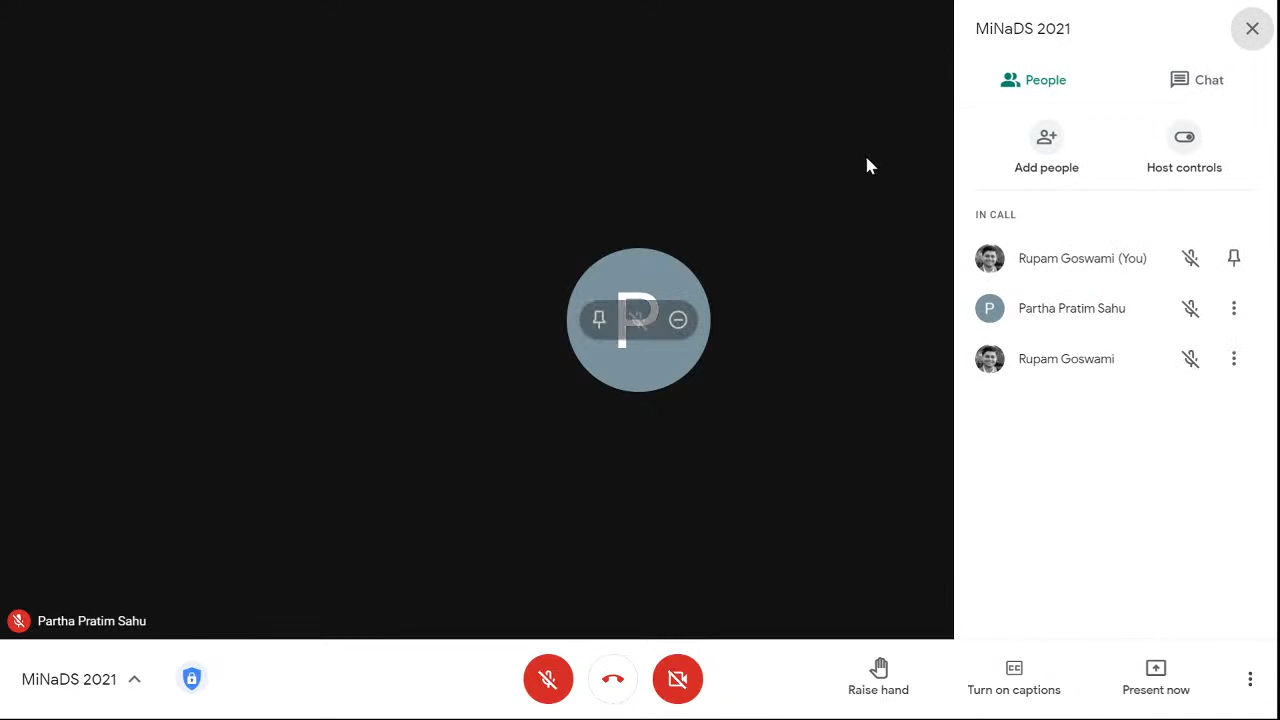 MiNaDS 2021
People
Chat
Add people
Host controls
IN CALL
Rupam Goswami (You)
P
Partha Pratim Sahu
Rupam Goswami
P
Partha Pratim Sahu
MiNaDS 2021
Raise hand
CC
Turn on captions
Present now